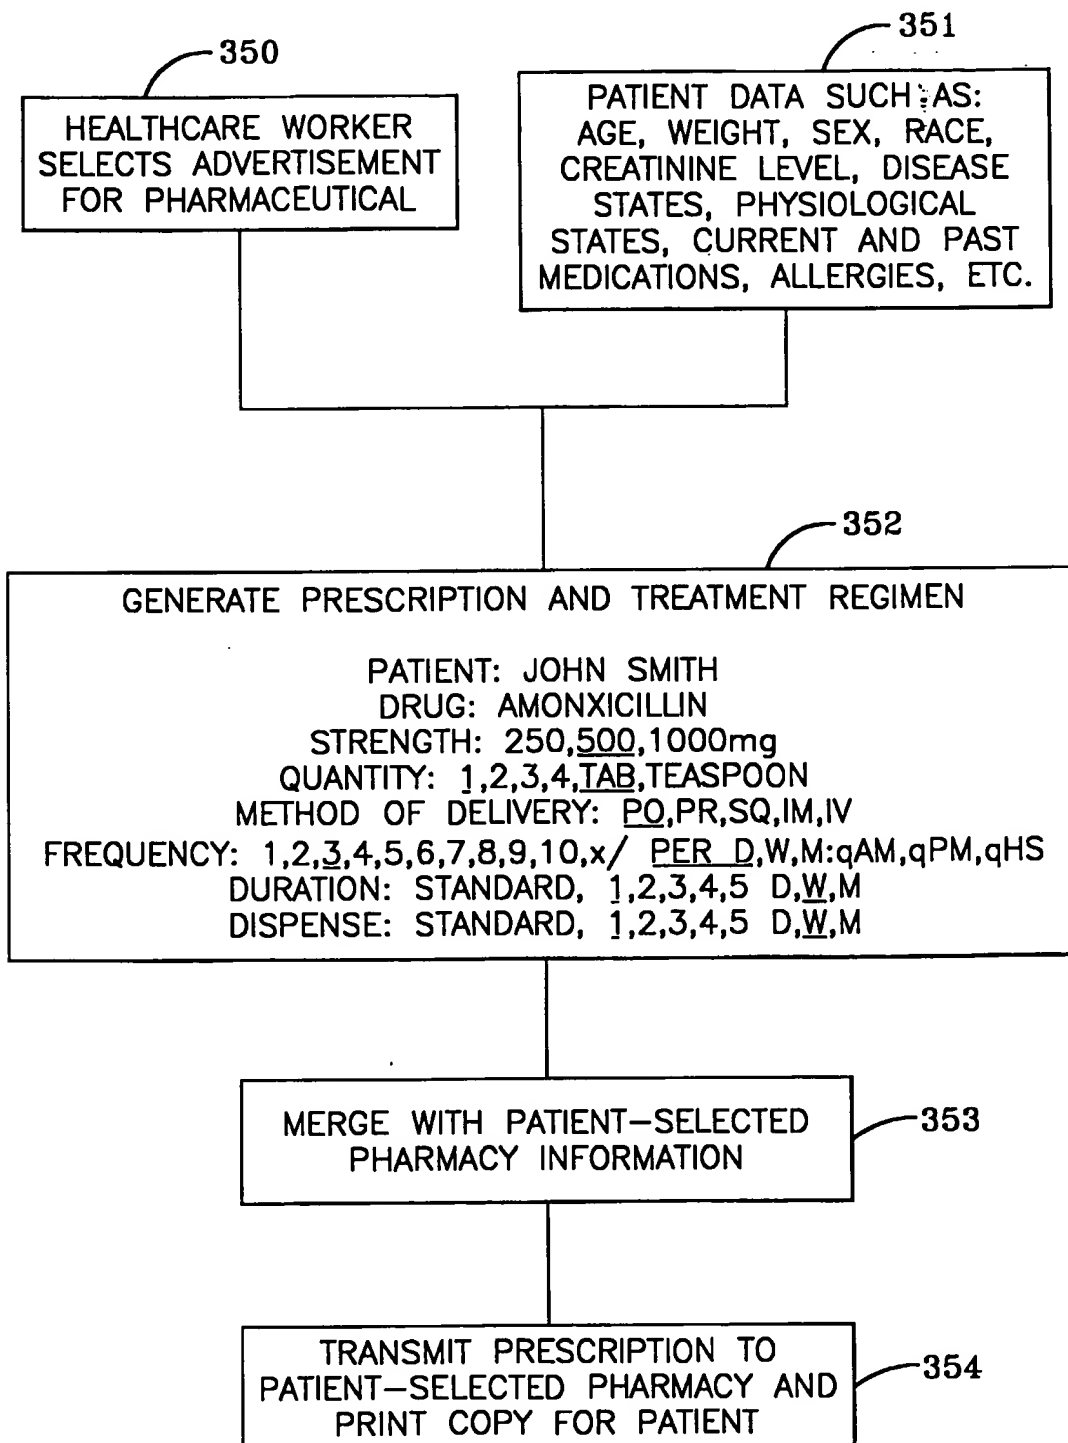 350
HEALTHCARE WORKER
SELECTS ADVERTISEMENT
FOR PHARMACEUTICAL
351
PATIENT DATA SUCH AS:
AGE, WEIGHT, SEX, RACE,
CREATININE LEVEL, DISEASE
STATES, PHYSIOLOGICAL
STATES, CURRENT AND PAST
MEDICATIONS, ALLERGIES, ETC.
352
GENERATE PRESCRIPTION AND TREATMENT REGIMEN
PATIENT: JOHN SMITH
DRUG: AMONXICILLIN
STRENGTH: 250,500,1000mg
QUANTITY: 1,2,3,4,TAB,TEASPOON
METHOD OF DELIVERY: PO,PR,SQ,IM,IV
FREQUENCY: 1,2,3,4,5,6,7,8,9,10,x/ PER D,W,M:qAM,qPM,qHS
DURATION: STANDARD, 1,2,3,4,5 D,W,M
DISPENSE: STANDARD, 1,2,3,4,5 D,W,M
MERGE WITH PATIENT-SELECTED
PHARMACY INFORMATION
353
TRANSMIT PRESCRIPTION TO
PATIENT-SELECTED PHARMACY AND
PRINT COPY FOR PATIENT
354